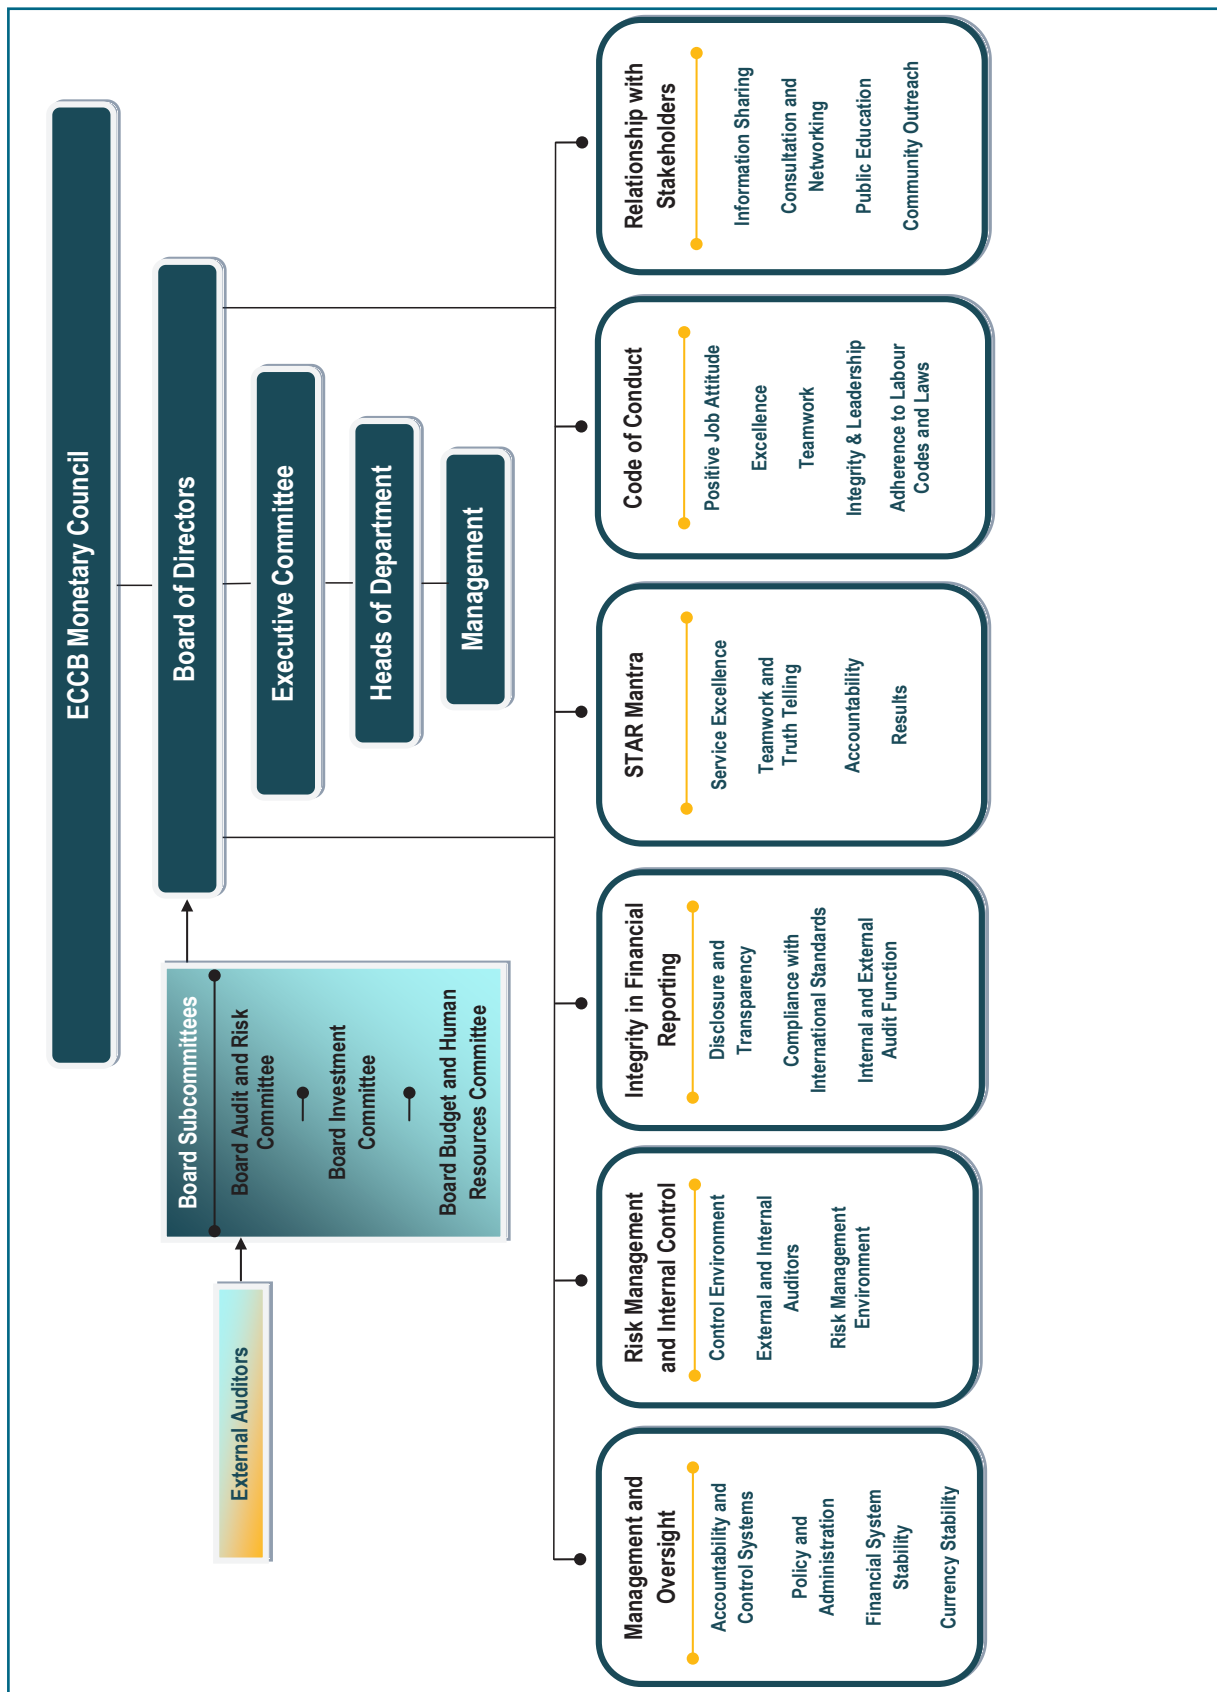 ECCB Monetary Council
Board of Directors
Executive Committee
Heads of Department
Management
External Auditors
Board Subcommittees
Board Audit and Risk
Committee
Board Investment
Committee
Board Budget and Human
Resources Committee
Management and
Oversight
Accountability and
Control Systems
Policy and
Administration
Financial System
Stability
Currency Stability
Risk Management
and Internal Control
Control Environment
External and Internal
Auditors
Risk Management
Environment
Integrity in Financial
Reporting
Disclosure and
Transparency
Compliance with
International Standards
Internal and External
Audit Function
STAR Mantra
Service Excellence
Teamwork and
Truth Telling
Accountability
Results
Code of Conduct
Positive Job Attitude
Excellence
Teamwork
Integrity & Leadership
Adherence to Labour
Codes and Laws
Relationship with
Stakeholders
Information Sharing
Consultation and
Networking
Public Education
Community Outreach